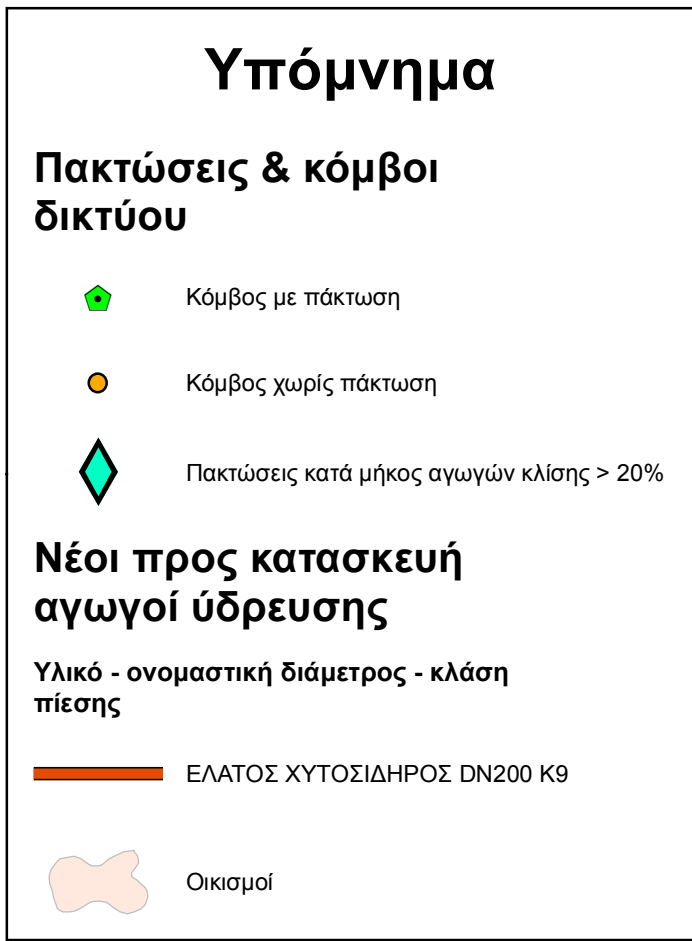 Υπόμνημα
Πακτώσεις & κόμβοι
δικτύου
Κόμβος με πάκτωση
Κόμβος χωρίς πάκτωση
Πακτώσεις κατά μήκος αγωγών κλίσης > 20%
Νέοι προς κατασκευή
αγωγοί ύδρευσης
Υλικό - ονομαστική διάμετρος - κλάση
πίεσης
ΕΛΑΤΟΣ ΧΥΤΟΣΙΔΗΡΟΣ DN200 K9
Οικισμοί